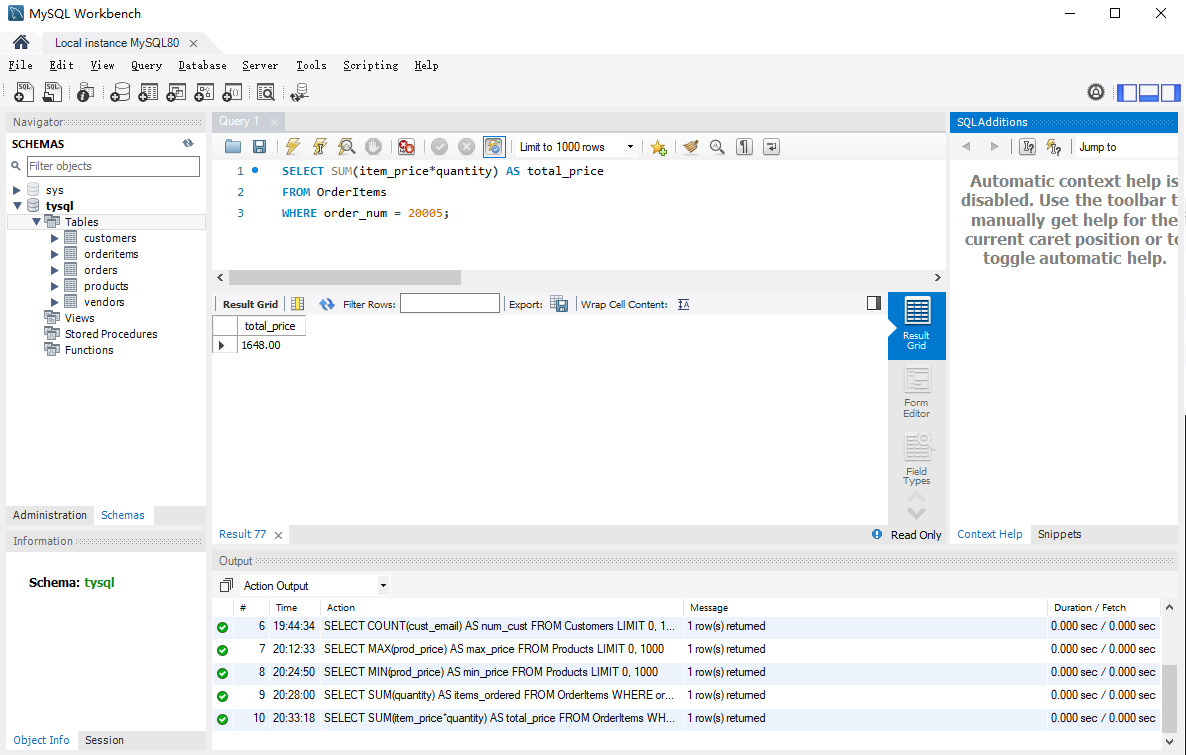 MySQL Workbench
Local instance MySQL80
File Edit View Query Database Server Tools Scripting Help
Navigator
SCHEMAS
Filter objects
sys
tysql
Tables
customers
orderitems
orders
products
vendors
Views
Stored Procedures
Functions
Administration Schemas
Information
Schema: tysql
Object Info Session
Query 1
Limit to 1000 rows
1 SELECT SUM(item_price*quantity) AS total_price
2 FROM OrderItems
3 WHERE order_num = 20005;
Result Grid Filter Rows: Export: Wrap Cell Content:
total_price
1648.00
Result Grid
Form Editor
Field Types
Result 77
Read Only
SQLAdditions
Jump to
Automatic context help is
disabled. Use the toolbar t
manually get help for the
current caret position or to
toggle automatic help.
Context Help Snippets
Output
Action Output
# Time Action Message Duration / Fetch
6 19:44:34 SELECT COUNT(cust_email) AS num_cust FROM Customers LIMIT 0, 1... 1 row(s) returned 0.000 sec / 0.000 sec
7 20:12:33 SELECT MAX(prod_price) AS max_price FROM Products LIMIT 0, 1000 1 row(s) returned 0.000 sec / 0.000 sec
8 20:24:50 SELECT MIN(prod_price) AS min_price FROM Products LIMIT 0, 1000 1 row(s) returned 0.000 sec / 0.000 sec
9 20:28:00 SELECT SUM(quantity) AS items_ordered FROM OrderItems WHERE or... 1 row(s) returned 0.000 sec / 0.000 sec
10 20:33:18 SELECT SUM(item_price*quantity) AS total_price FROM OrderItems WH... 1 row(s) returned 0.000 sec / 0.000 sec